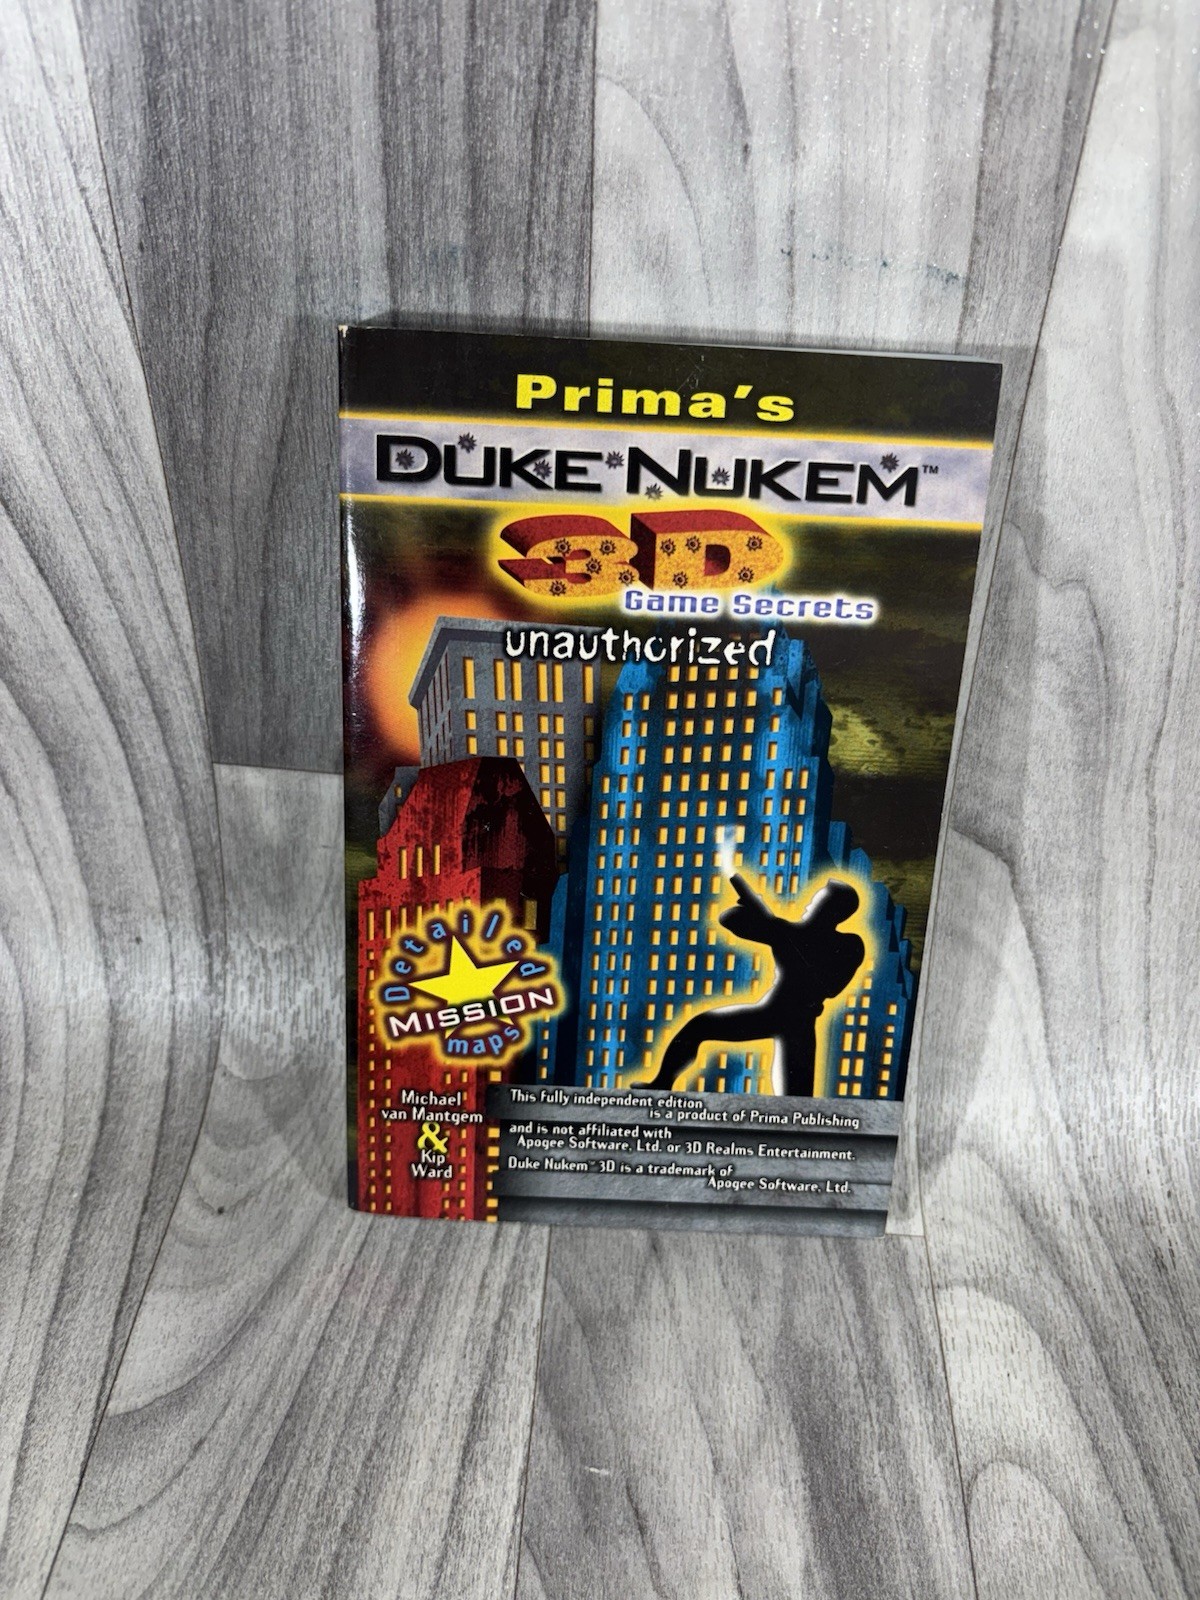 Prima's
DUKE NUKEM™
3D
Game Secrets
unauthorized
Detailed
MISSION
maps
Michael
van Mantgem
&
Kip
Ward
This fully independent edition
is a product of Prima Publishing
and is not affiliated with
Apogee Software, Ltd. or 3D Realms Entertainment.
Duke Nukem™ 3D is a trademark of
Apogee Software, Ltd.